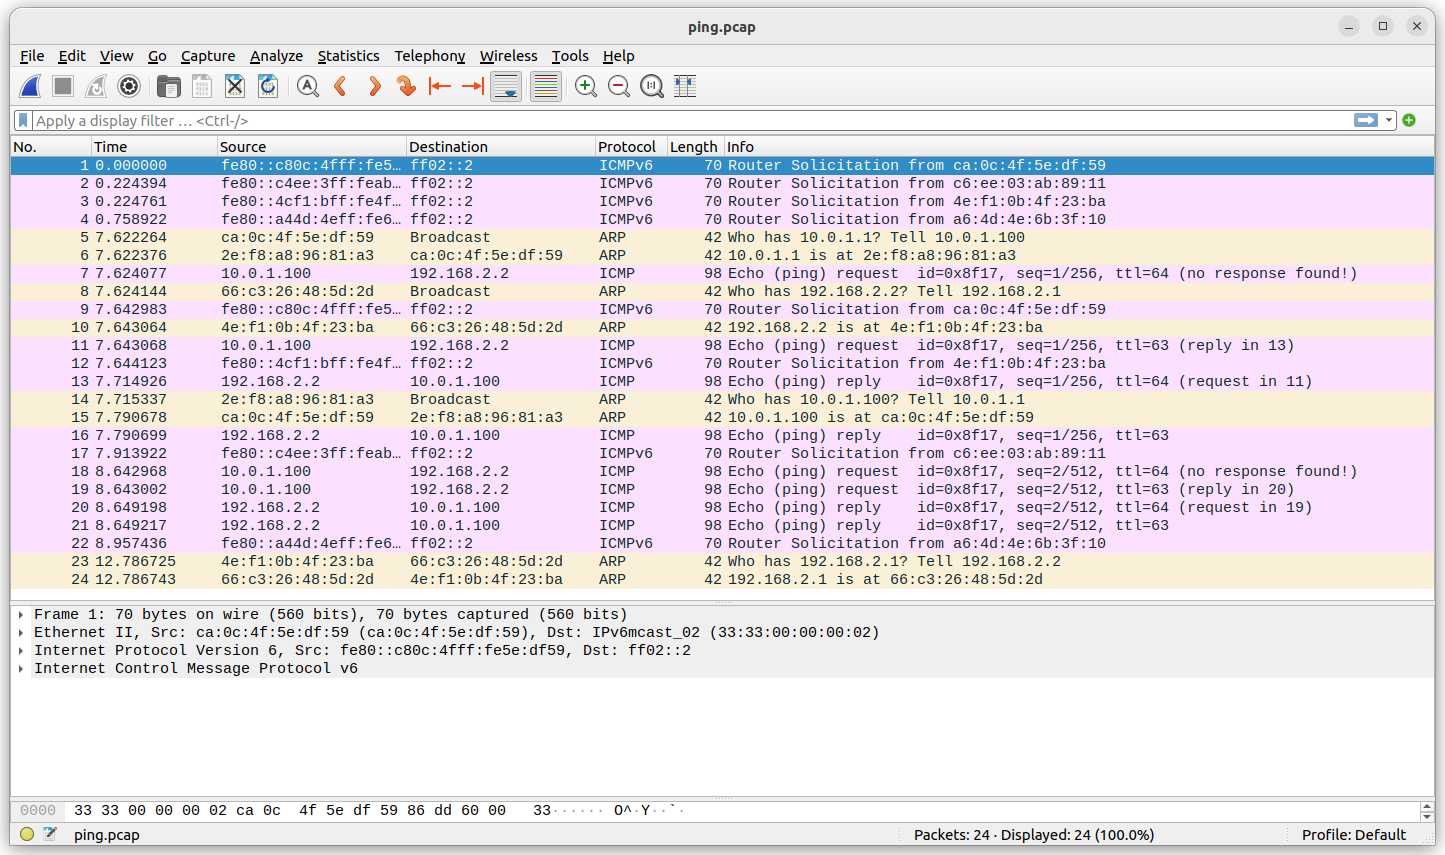 ping.pcap
File Edit View Go Capture Analyze Statistics Telephony Wireless Tools Help
Apply a display filter … <Ctrl-/>
No. Time Source Destination Protocol Length Info
1 0.000000 fe80::c80c:4fff:fe5… ff02::2 ICMPv6 70 Router Solicitation from ca:0c:4f:5e:df:59
2 0.224394 fe80::c4ee:3ff:feab… ff02::2 ICMPv6 70 Router Solicitation from c6:ee:03:ab:89:11
3 0.224761 fe80::4cf1:bff:fe4f… ff02::2 ICMPv6 70 Router Solicitation from 4e:f1:0b:4f:23:ba
4 0.758922 fe80::a44d:4eff:fe6… ff02::2 ICMPv6 70 Router Solicitation from a6:4d:4e:6b:3f:10
5 7.622264 ca:0c:4f:5e:df:59 Broadcast ARP 42 Who has 10.0.1.1? Tell 10.0.1.100
6 7.622376 2e:f8:a8:96:81:a3 ca:0c:4f:5e:df:59 ARP 42 10.0.1.1 is at 2e:f8:a8:96:81:a3
7 7.624077 10.0.1.100 192.168.2.2 ICMP 98 Echo (ping) request id=0x8f17, seq=1/256, ttl=64 (no response found!)
8 7.624144 66:c3:26:48:5d:2d Broadcast ARP 42 Who has 192.168.2.2? Tell 192.168.2.1
9 7.642983 fe80::c80c:4fff:fe5… ff02::2 ICMPv6 70 Router Solicitation from ca:0c:4f:5e:df:59
10 7.643064 4e:f1:0b:4f:23:ba 66:c3:26:48:5d:2d ARP 42 192.168.2.2 is at 4e:f1:0b:4f:23:ba
11 7.643068 10.0.1.100 192.168.2.2 ICMP 98 Echo (ping) request id=0x8f17, seq=1/256, ttl=63 (reply in 13)
12 7.644123 fe80::4cf1:bff:fe4f… ff02::2 ICMPv6 70 Router Solicitation from 4e:f1:0b:4f:23:ba
13 7.714926 192.168.2.2 10.0.1.100 ICMP 98 Echo (ping) reply id=0x8f17, seq=1/256, ttl=64 (request in 11)
14 7.715337 2e:f8:a8:96:81:a3 Broadcast ARP 42 Who has 10.0.1.100? Tell 10.0.1.1
15 7.790678 ca:0c:4f:5e:df:59 2e:f8:a8:96:81:a3 ARP 42 10.0.1.100 is at ca:0c:4f:5e:df:59
16 7.790699 192.168.2.2 10.0.1.100 ICMP 98 Echo (ping) reply id=0x8f17, seq=1/256, ttl=63
17 7.913922 fe80::c4ee:3ff:feab… ff02::2 ICMPv6 70 Router Solicitation from c6:ee:03:ab:89:11
18 8.642968 10.0.1.100 192.168.2.2 ICMP 98 Echo (ping) request id=0x8f17, seq=2/512, ttl=64 (no response found!)
19 8.643002 10.0.1.100 192.168.2.2 ICMP 98 Echo (ping) request id=0x8f17, seq=2/512, ttl=63 (reply in 20)
20 8.649198 192.168.2.2 10.0.1.100 ICMP 98 Echo (ping) reply id=0x8f17, seq=2/512, ttl=64 (request in 19)
21 8.649217 192.168.2.2 10.0.1.100 ICMP 98 Echo (ping) reply id=0x8f17, seq=2/512, ttl=63
22 8.957436 fe80::a44d:4eff:fe6… ff02::2 ICMPv6 70 Router Solicitation from a6:4d:4e:6b:3f:10
23 12.786725 4e:f1:0b:4f:23:ba 66:c3:26:48:5d:2d ARP 42 Who has 192.168.2.1? Tell 192.168.2.2
24 12.786743 66:c3:26:48:5d:2d 4e:f1:0b:4f:23:ba ARP 42 192.168.2.1 is at 66:c3:26:48:5d:2d
Frame 1: 70 bytes on wire (560 bits), 70 bytes captured (560 bits)
Ethernet II, Src: ca:0c:4f:5e:df:59 (ca:0c:4f:5e:df:59), Dst: IPv6mcast_02 (33:33:00:00:00:02)
Internet Protocol Version 6, Src: fe80::c80c:4fff:fe5e:df59, Dst: ff02::2
Internet Control Message Protocol v6
0000 33 33 00 00 00 02 ca 0c 4f 5e df 59 86 dd 60 00 33······ O^·Y··`·
ping.pcap Packets: 24 · Displayed: 24 (100.0%) Profile: Default